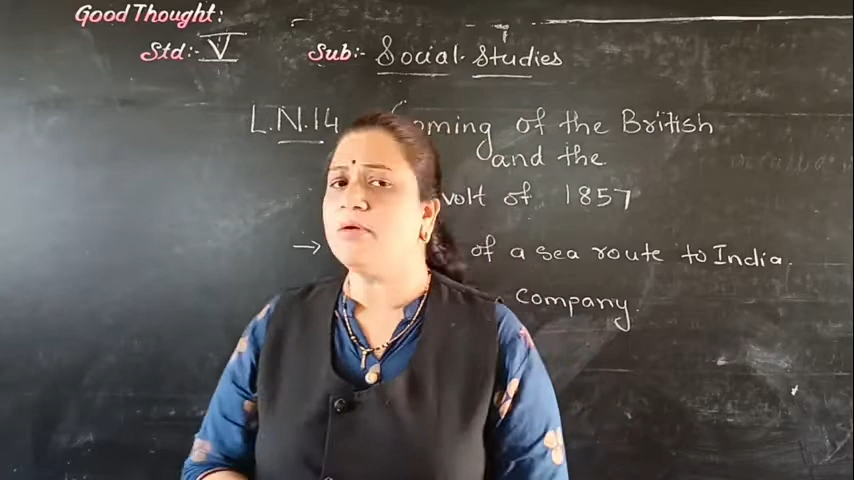 Good Thought:
Std:- V Sub:- Social Studies
L.N.14 Coming of the British
and the
volt of 1857
→ of a sea route to India.
Company